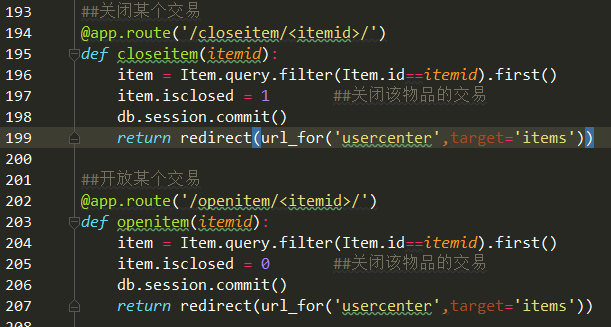 193 ##关闭某个交易
194 @app.route('/closeitem/<itemid>/')
195 def closeitem(itemid):
196     item = Item.query.filter(Item.id==itemid).first()
197     item.isclosed = 1      ##关闭该物品的交易
198     db.session.commit()
199     return redirect(url_for('usercenter',target='items'))
200
201 ##开放某个交易
202 @app.route('/openitem/<itemid>/')
203 def openitem(itemid):
204     item = Item.query.filter(Item.id==itemid).first()
205     item.isclosed = 0      ##关闭该物品的交易
206     db.session.commit()
207     return redirect(url_for('usercenter',target='items'))